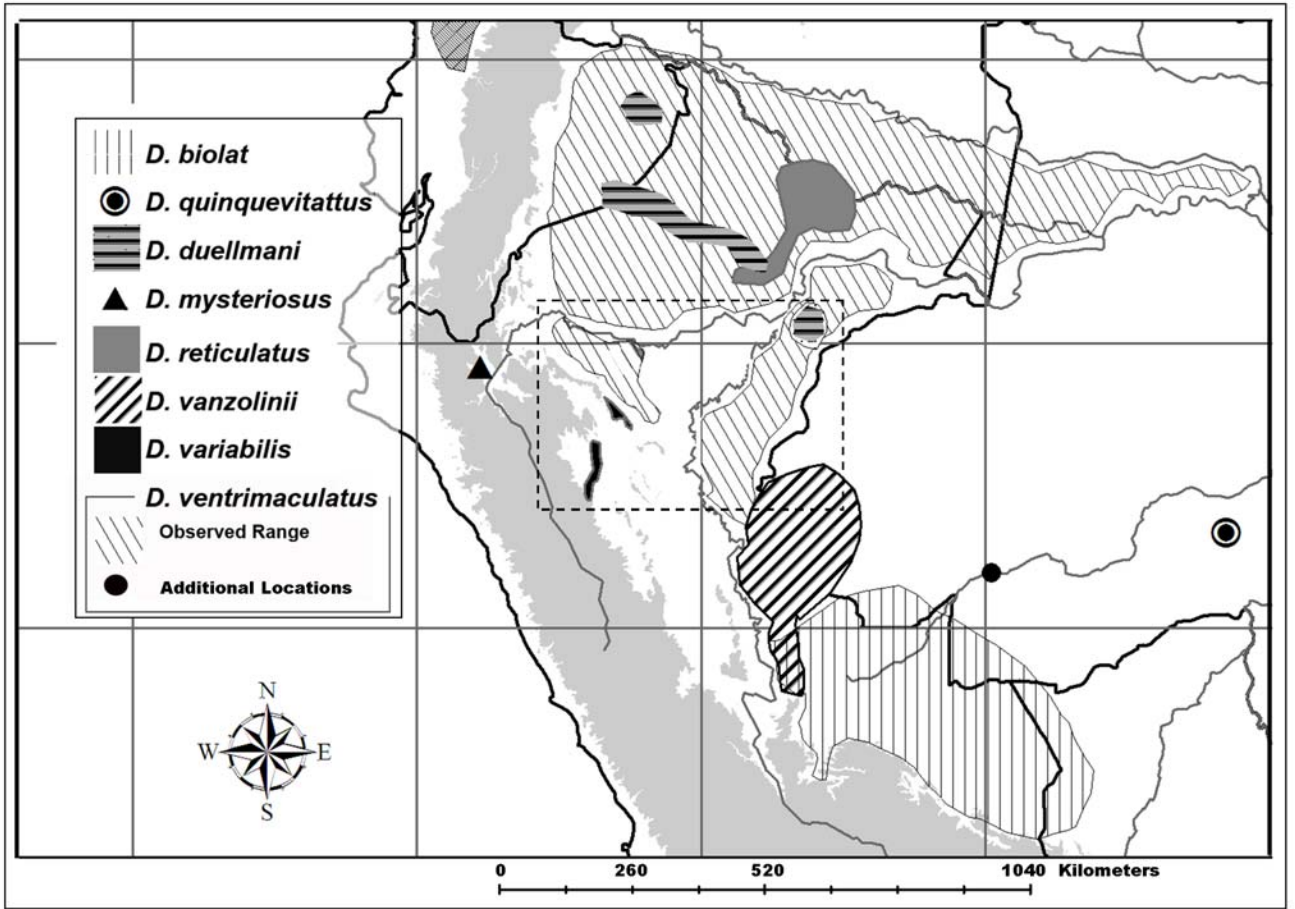 D. biolat
D. quinquevitattus
D. duellmani
D. mysteriosus
D. reticulatus
D. vanzolinii
D. variabilis
D. ventrimaculatus
Observed Range
Additional Locations
N
W E
S
0 260 520 1040 Kilometers